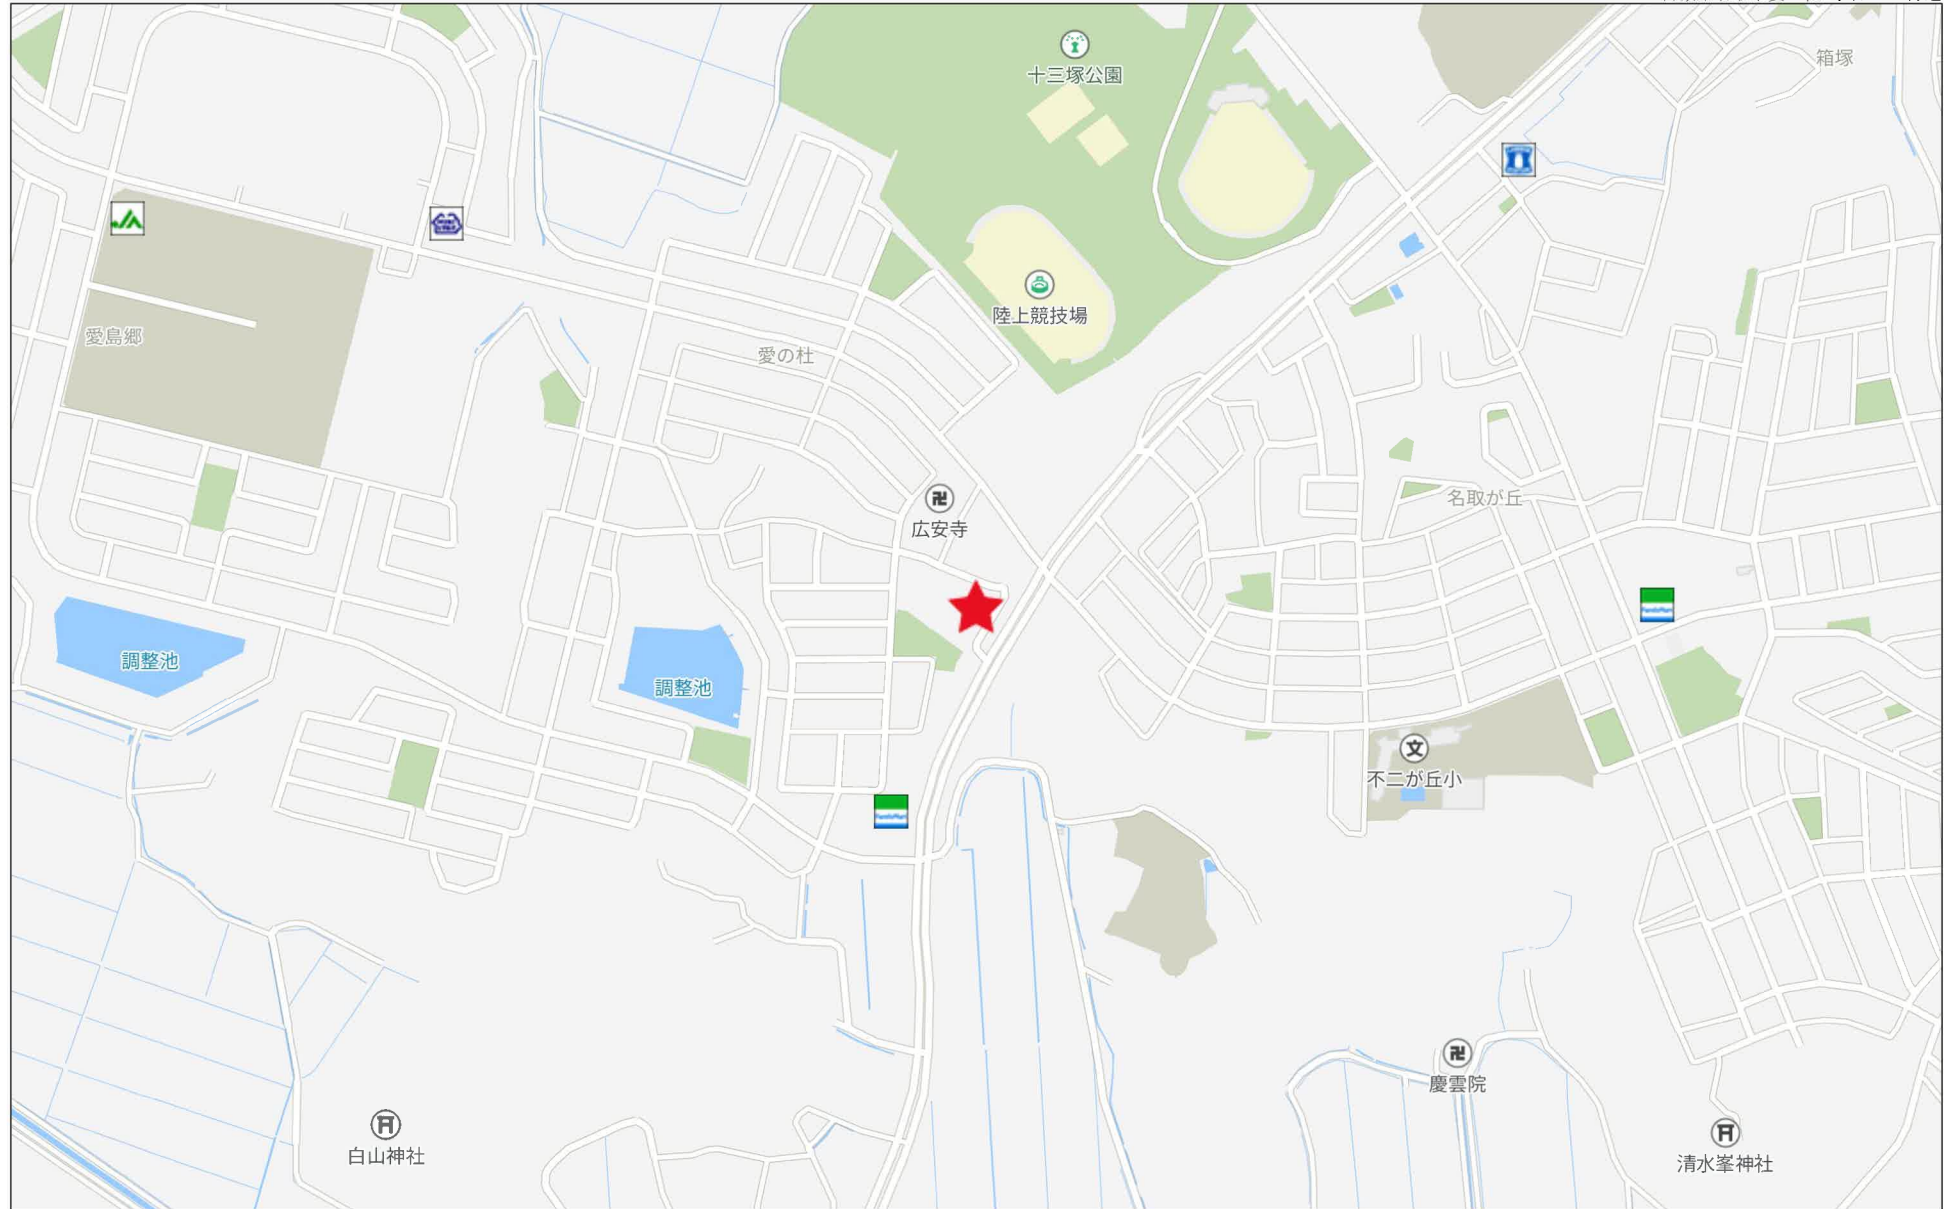 箱塚
十三塚公園
陸上競技場
愛島郷
愛の杜
名取が丘
広安寺
調整池
調整池
文
不二が丘小
慶雲院
白山神社
清水峯神社